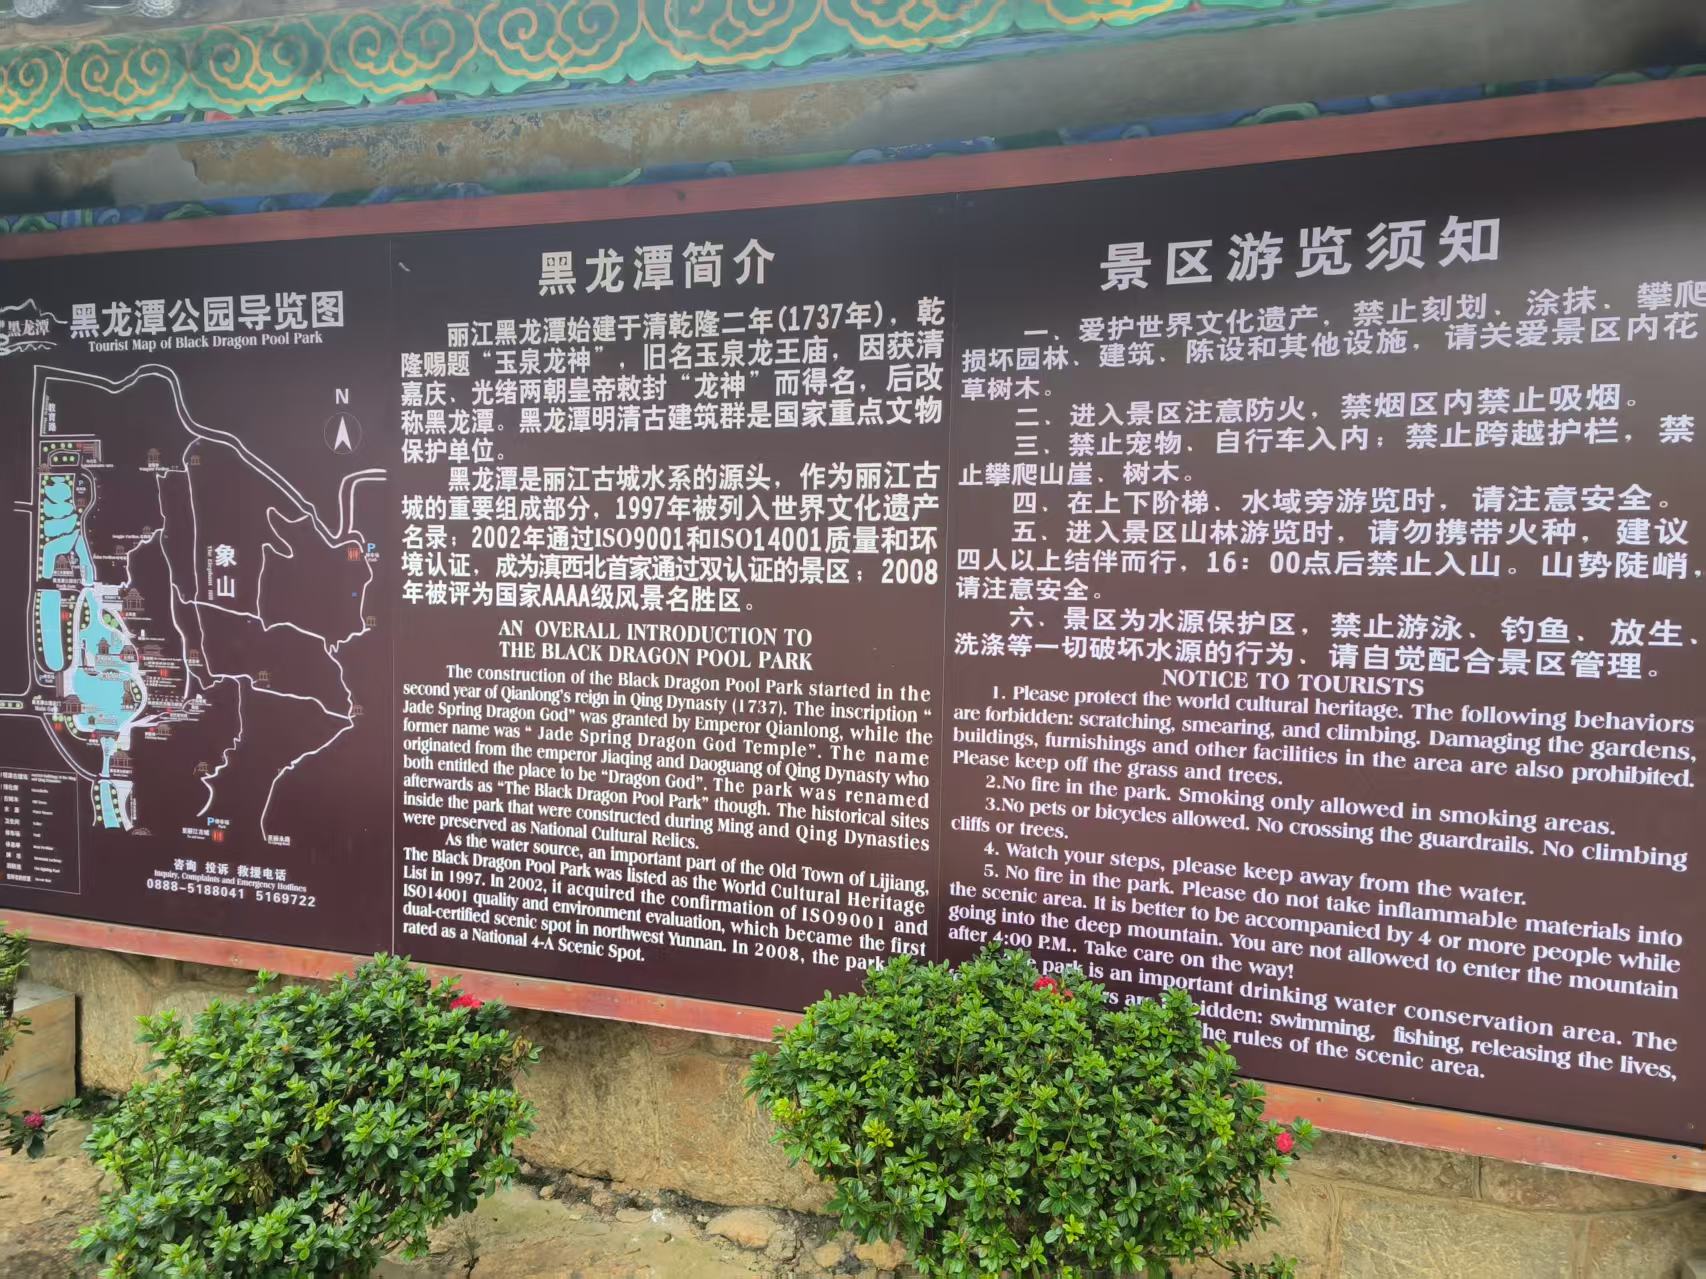 黑龙潭
黑龙潭公园导览图
Tourist Map of Black Dragon Pool Park
N
教育路
象山
P
P
咨询 投诉 救援电话
Inquiry, Complaints and Emergency Hotlines
0888-5188041 5169722
黑龙潭简介
丽江黑龙潭始建于清乾隆二年(1737年)，乾
隆赐题“玉泉龙神”，旧名玉泉龙王庙，因获清
嘉庆、光绪两朝皇帝敕封“龙神”而得名，后改
称黑龙潭。黑龙潭明清古建筑群是国家重点文物
保护单位。
黑龙潭是丽江古城水系的源头，作为丽江古
城的重要组成部分，1997年被列入世界文化遗产
名录；2002年通过ISO9001和ISO14001质量和环
境认证，成为滇西北首家通过双认证的景区；2008
年被评为国家AAAA级风景名胜区。
AN OVERALL INTRODUCTION TO
THE BLACK DRAGON POOL PARK
The construction of the Black Dragon Pool Park started in the
second year of Qianlong's reign in Qing Dynasty (1737). The inscription “
Jade Spring Dragon God” was granted by Emperor Qianlong, while the
former name was “ Jade Spring Dragon God Temple”. The name
originated from the emperor Jiaqing and Daoguang of Qing Dynasty who
both entitled the place to be “Dragon God”. The park was renamed
afterwards as “The Black Dragon Pool Park” though. The historical sites
inside the park that were constructed during Ming and Qing Dynasties
were preserved as National Cultural Relics.
As the water source, an important part of the Old Town of Lijiang,
The Black Dragon Pool Park was listed as the World Cultural Heritage
List in 1997. In 2002, it acquired the confirmation of ISO9001 and
ISO14001 quality and environment evaluation, which became the first
dual-certified scenic spot in northwest Yunnan. In 2008, the park
rated as a National 4-A Scenic Spot.
景区游览须知
一、爱护世界文化遗产，禁止刻划、涂抹、攀爬
损坏园林、建筑、陈设和其他设施，请关爱景区内花
草树木。
二、进入景区注意防火，禁烟区内禁止吸烟。
三、禁止宠物、自行车入内；禁止跨越护栏，禁
止攀爬山崖、树木。
四、在上下阶梯、水域旁游览时，请注意安全。
五、进入景区山林游览时，请勿携带火种，建议
四人以上结伴而行，16：00点后禁止入山。山势陡峭，
请注意安全。
六、景区为水源保护区，禁止游泳、钓鱼、放生、
洗涤等一切破坏水源的行为、请自觉配合景区管理。
NOTICE TO TOURISTS
1. Please protect the world cultural heritage. The following behaviors
are forbidden: scratching, smearing, and climbing. Damaging the gardens,
buildings, furnishings and other facilities in the area are also prohibited.
Please keep off the grass and trees.
2.No fire in the park. Smoking only allowed in smoking areas.
3.No pets or bicycles allowed. No crossing the guardrails. No climbing
cliffs or trees.
4. Watch your steps, please keep away from the water.
5. No fire in the park. Please do not take inflammable materials into
the scenic area. It is better to be accompanied by 4 or more people while
going into the deep mountain. You are not allowed to enter the mountain
after 4:00 P.M.. Take care on the way!
park is an important drinking water conservation area. The
are swimming, fishing, releasing the lives,
rules of the scenic area.